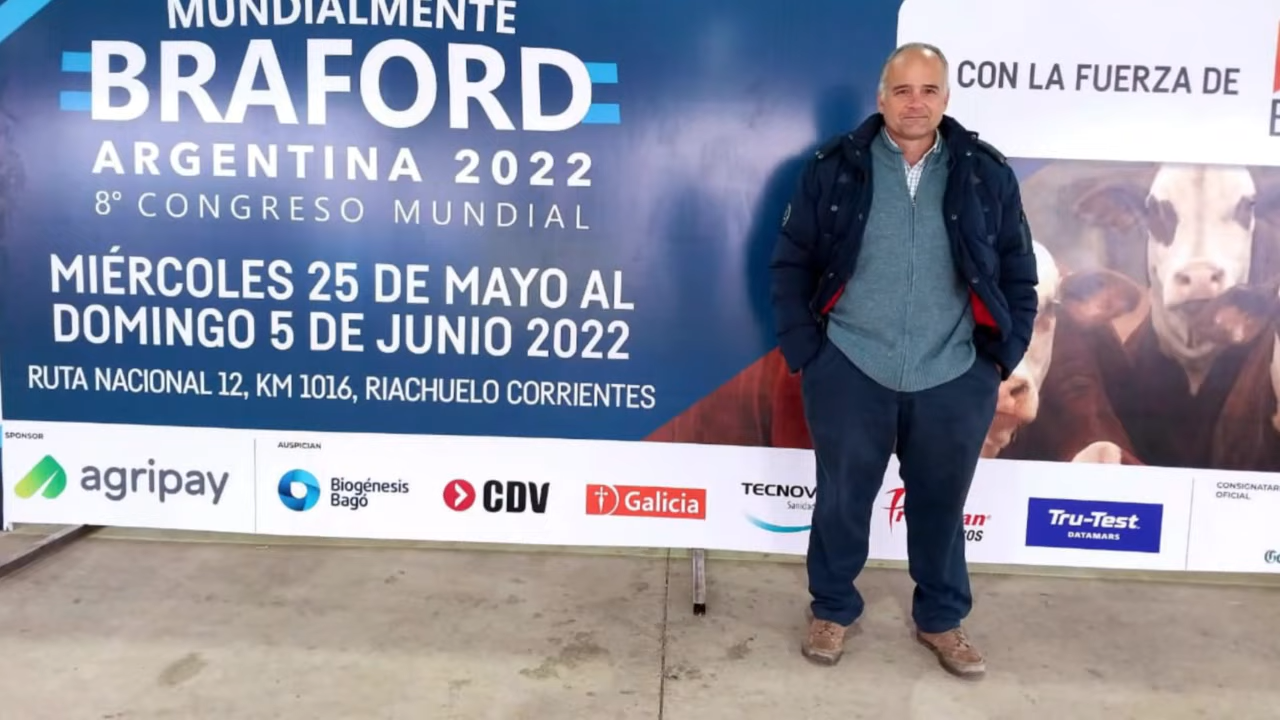 MUNDIALMENTE
BRAFORD
ARGENTINA 2022
8° CONGRESO MUNDIAL
MIÉRCOLES 25 DE MAYO AL
DOMINGO 5 DE JUNIO 2022
RUTA NACIONAL 12, KM 1016, RIACHUELO CORRIENTES
CON LA FUERZA DE
SPONSOR
agripay
AUSPICIAN
Biogénesis
Bagó
CDV
Galicia
Tru-Test
DATAMARS
OFICIAL